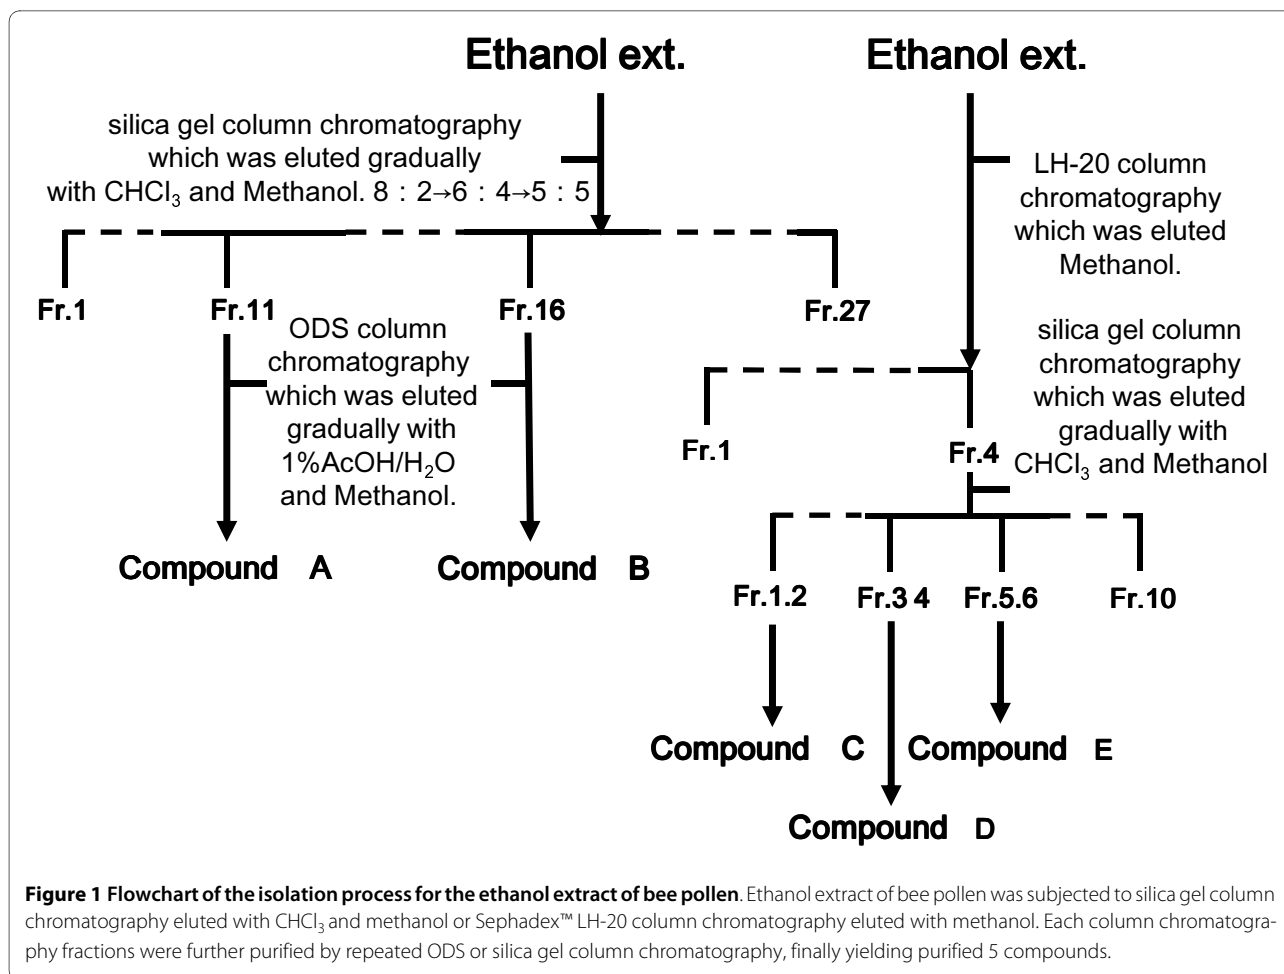 Ethanol ext.
silica gel column chromatography
which was eluted gradually
with CHCl₃ and Methanol. 8 : 2→6 : 4→5 : 5
Fr.1
Fr.11
Fr.16
Fr.27
ODS column
chromatography
which was eluted
gradually with
1%AcOH/H₂O
and Methanol.
Compound A
Compound B
Ethanol ext.
LH-20 column
chromatography
which was eluted
Methanol.
Fr.1
Fr.4
silica gel column
chromatography
which was eluted
gradually with
CHCl₃ and Methanol
Fr.1.2
Fr.3 4
Fr.5.6
Fr.10
Compound C
Compound E
Compound D
Figure 1 Flowchart of the isolation process for the ethanol extract of bee pollen. Ethanol extract of bee pollen was subjected to silica gel column
chromatography eluted with CHCl₃ and methanol or Sephadex™ LH-20 column chromatography eluted with methanol. Each column chromatogra-
phy fractions were further purified by repeated ODS or silica gel column chromatography, finally yielding purified 5 compounds.